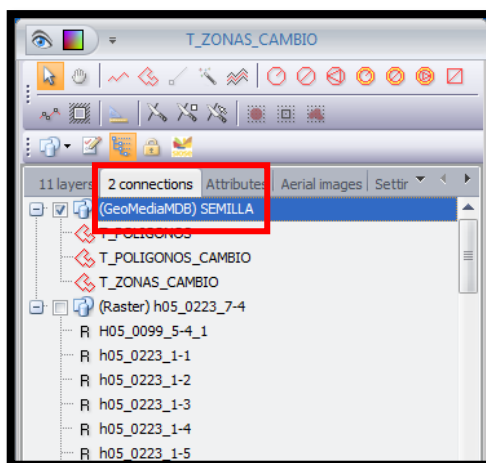 T_ZONAS_CAMBIO
11 layers 2 connections Attributes Aerial images Settir
(GeoMediaMDB) SEMILLA
T_POLIGONOS
T_POLIGONOS_CAMBIO
T_ZONAS_CAMBIO
(Raster) h05_0223_7-4
R H05_0099_5-4_1
R h05_0223_1-1
R h05_0223_1-2
R h05_0223_1-3
R h05_0223_1-4
R h05_0223_1-5